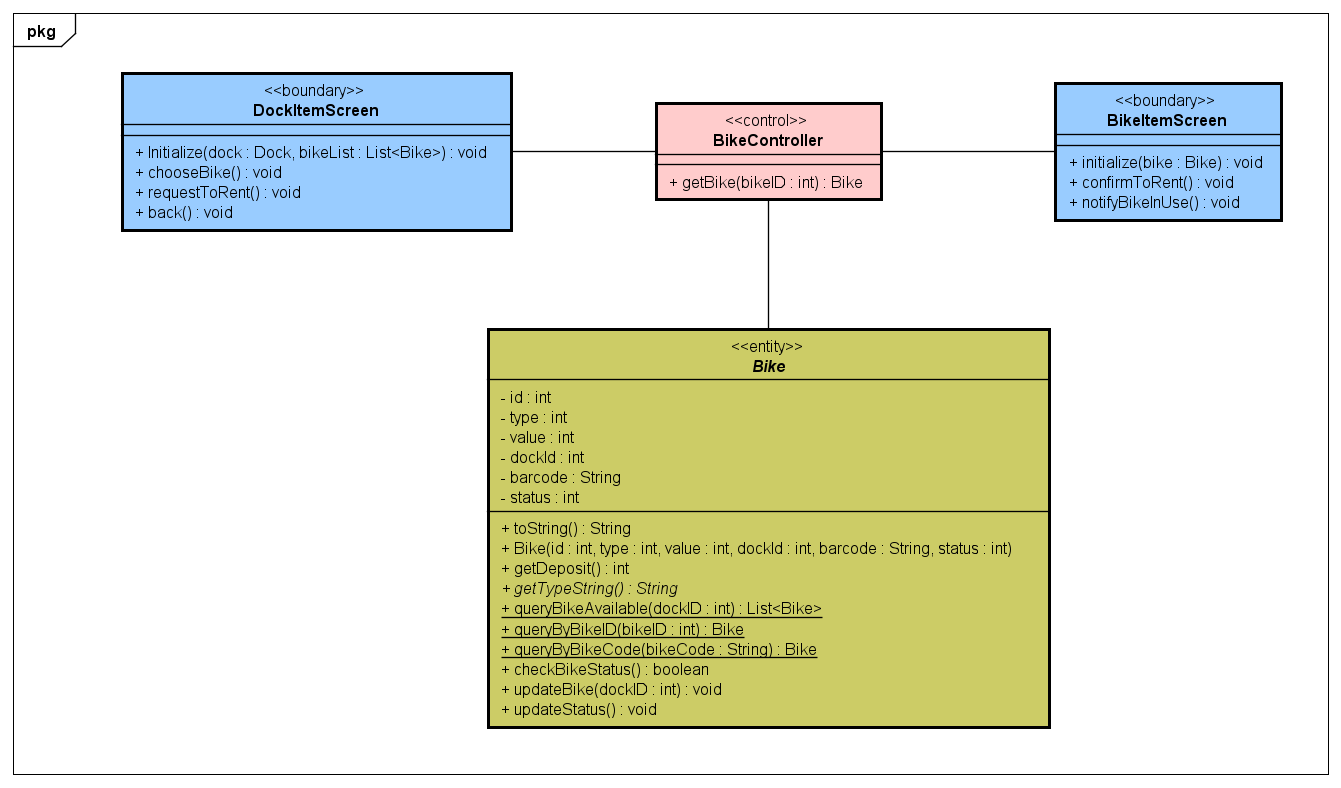 pkg
<<boundary>>
DockItemScreen
+ Initialize(dock : Dock, bikeList : List<Bike>) : void
+ chooseBike() : void
+ requestToRent() : void
+ back() : void
<<control>>
BikeController
+ getBike(bikeID : int) : Bike
<<boundary>>
BikeItemScreen
+ initialize(bike : Bike) : void
+ confirmToRent() : void
+ notifyBikeInUse() : void
<<entity>>
Bike
- id : int
- type : int
- value : int
- dockId : int
- barcode : String
- status : int
+ toString() : String
+ Bike(id : int, type : int, value : int, dockId : int, barcode : String, status : int)
+ getDeposit() : int
+ getTypeString() : String
+ queryBikeAvailable(dockID : int) : List<Bike>
+ queryByBikeID(bikeID : int) : Bike
+ queryByBikeCode(bikeCode : String) : Bike
+ checkBikeStatus() : boolean
+ updateBike(dockID : int) : void
+ updateStatus() : void